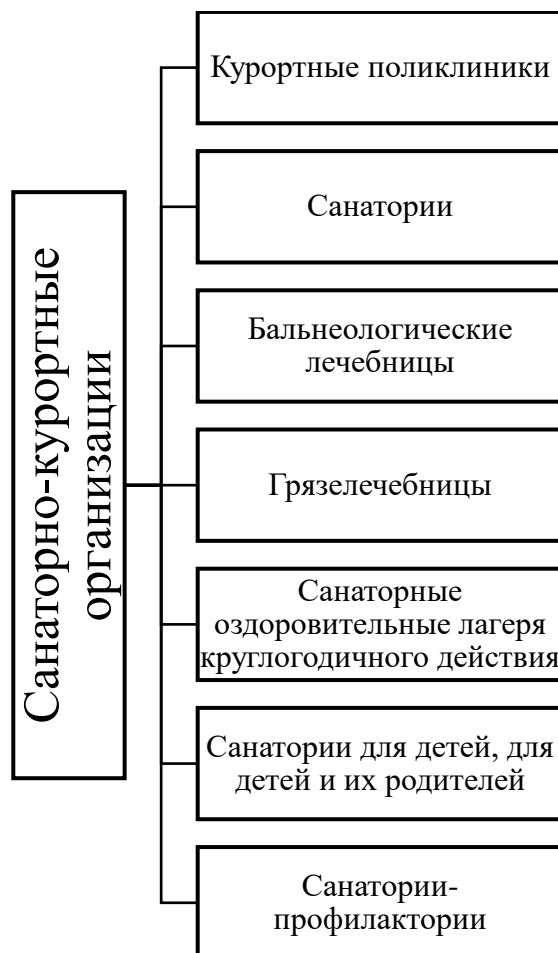 Санаторно-курортные
организации
Курортные поликлиники
Санатории
Бальнеологические
лечебницы
Грязелечебницы
Санаторные
оздоровительные лагеря
круглогодичного действия
Санатории для детей, для
детей и их родителей
Санатории-
профилактории